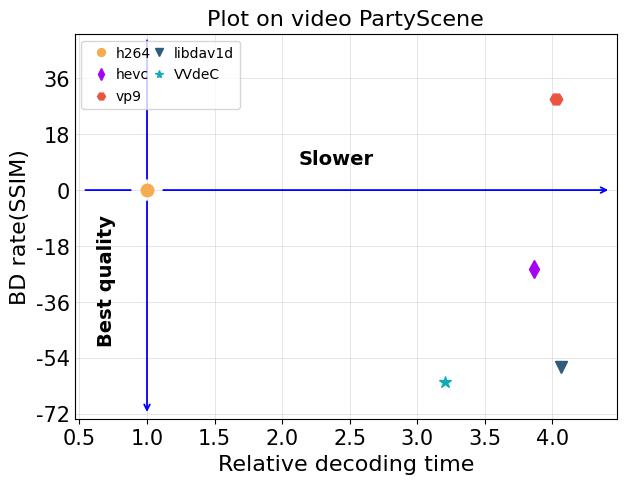 Plot on video PartyScene
h264
libdav1d
hevc
VVdeC
vp9
BD rate(SSIM)
36
18
0
-18
-36
-54
-72
Slower
Best quality
0.5 1.0 1.5 2.0 2.5 3.0 3.5 4.0
Relative decoding time